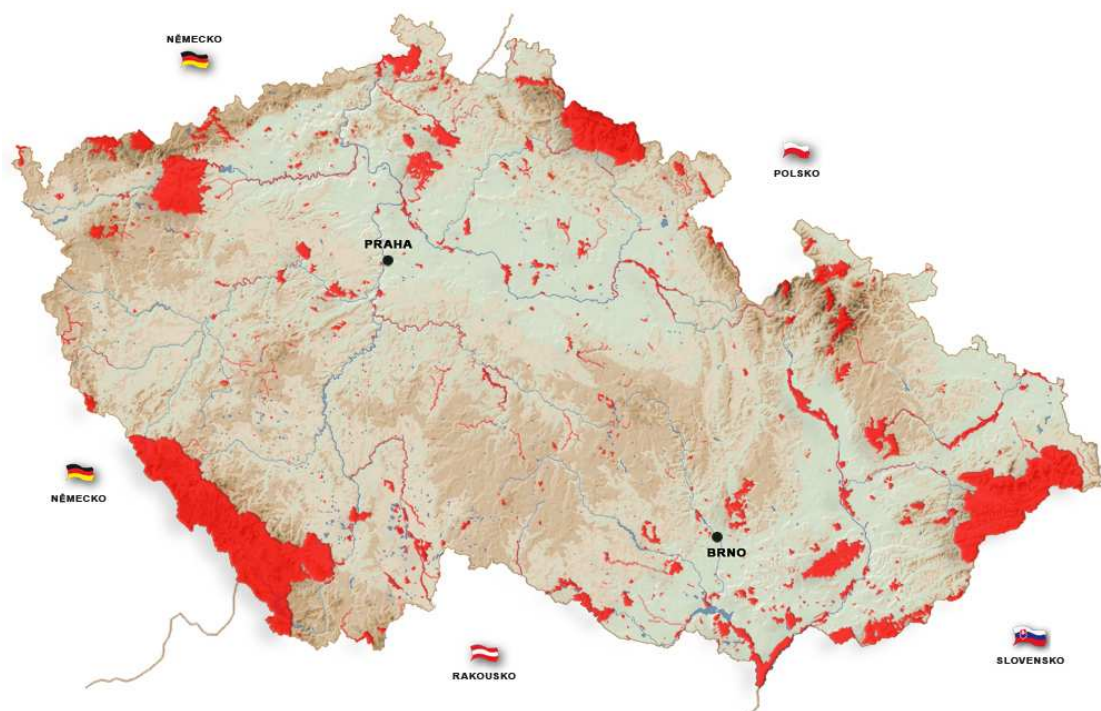 NĚMECKO
POLSKO
PRAHA
NĚMECKO
BRNO
RAKOUSKO
SLOVENSKO